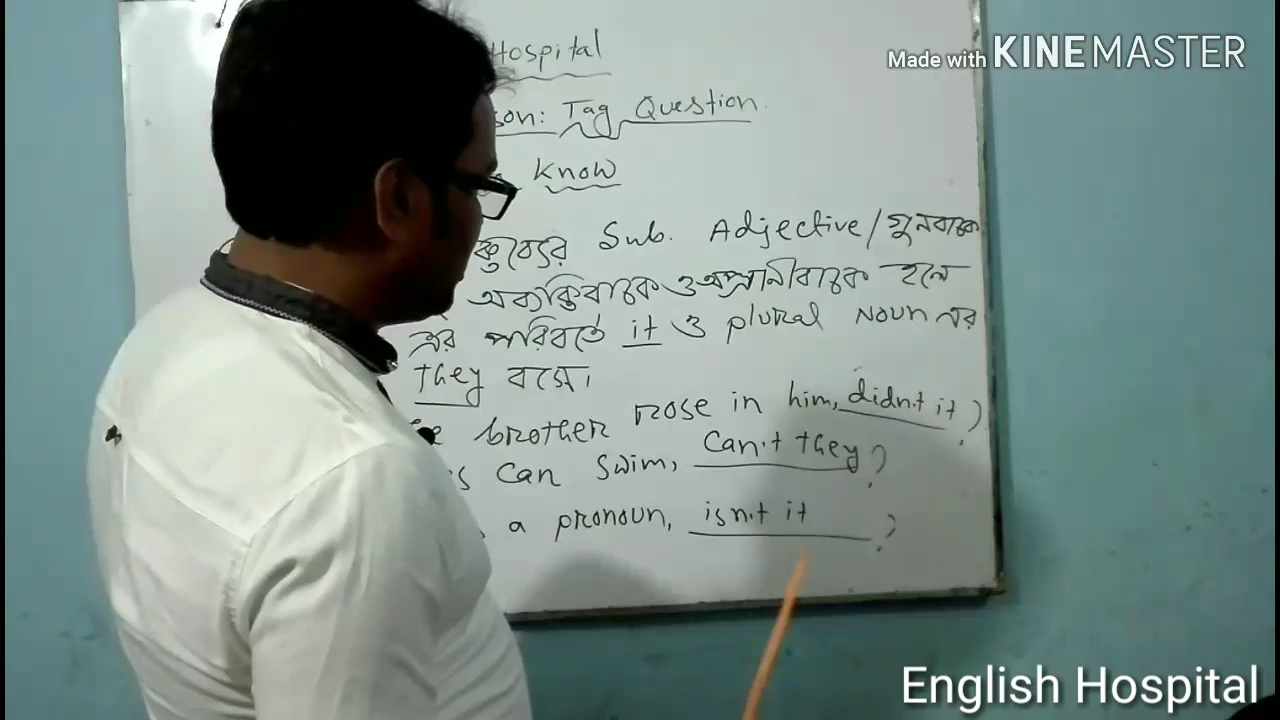 Made with KINEMASTER
Hospital
son: Tag Question
Know
ক্তব্যের Sub. Adjective/গুনবাচক
অব্যক্তিবাচক ও অপ্রানীবাচক হলে
এর পরিবর্তে it ও plural Noun এর
they বসে।
brother rose in him, didn't it?
s can swim, can't they?
a pronoun, isn't it?
English Hospital